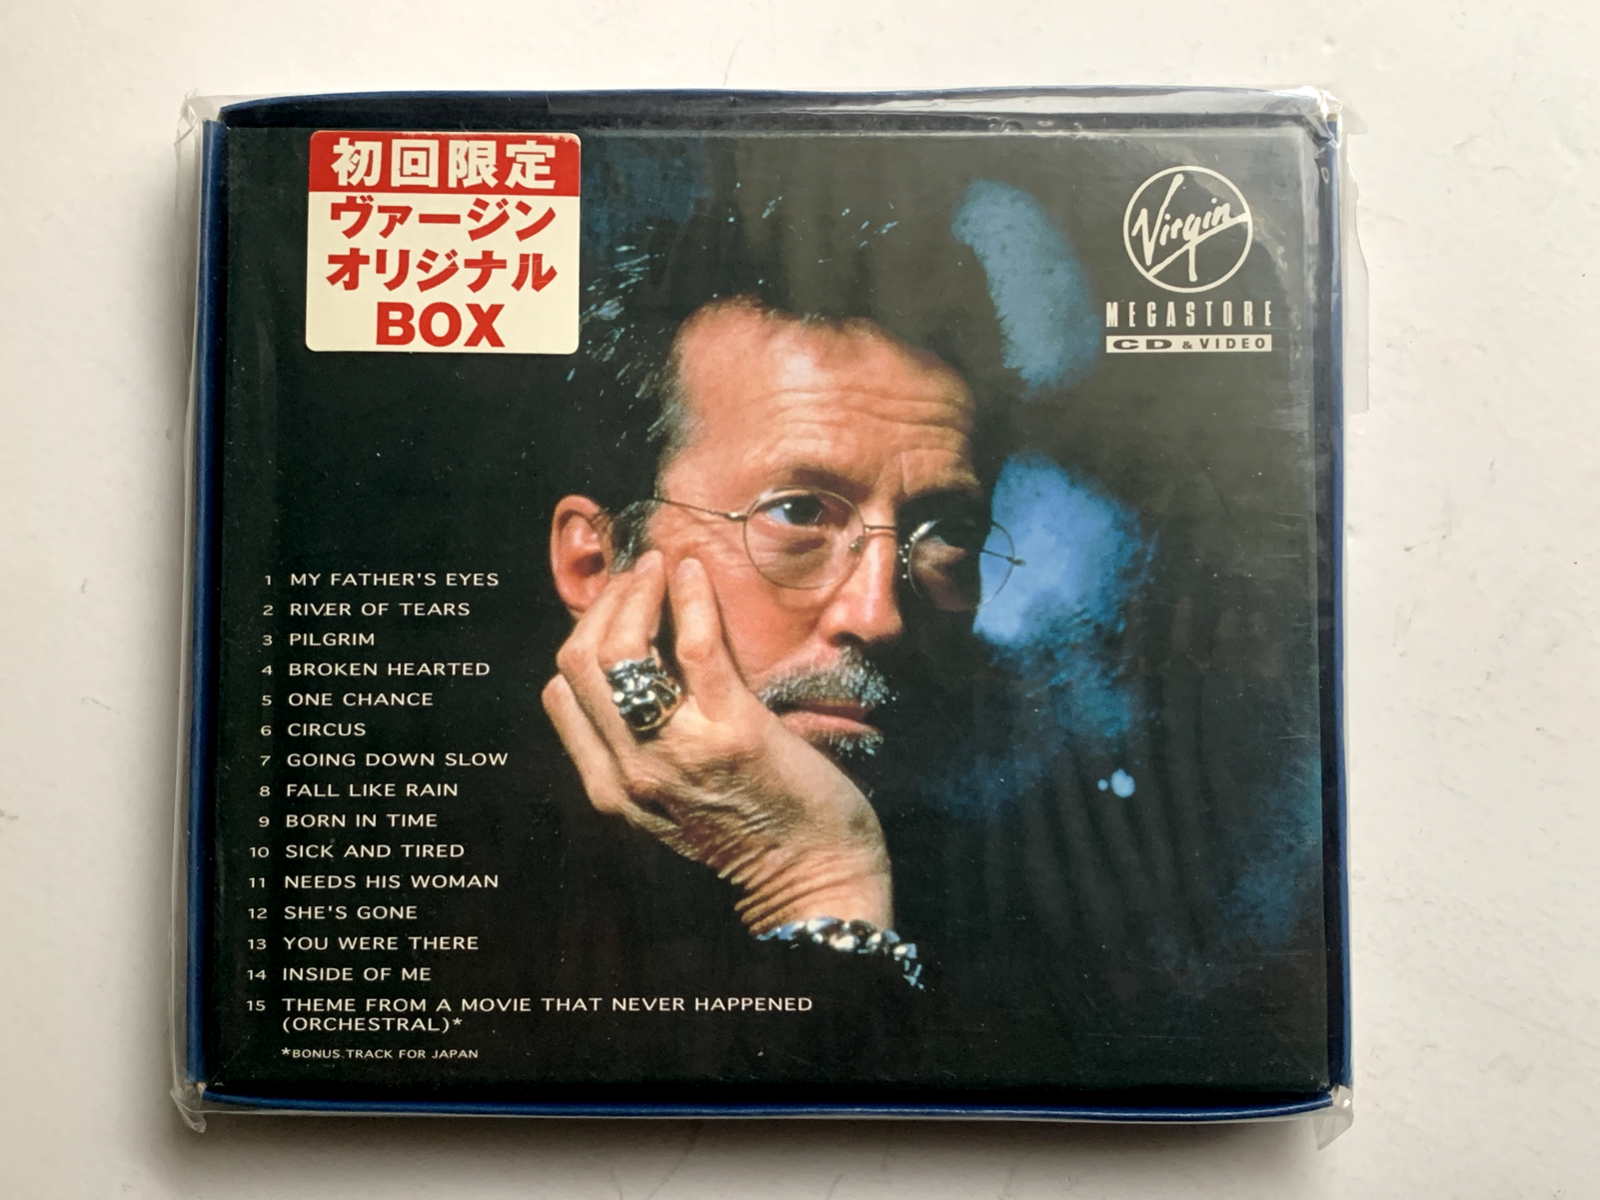 初回限定
ヴァージン
オリジナル
BOX
Virgin
MEGASTORE
CD & VIDEO
1 MY FATHER'S EYES
2 RIVER OF TEARS
3 PILGRIM
4 BROKEN HEARTED
5 ONE CHANCE
6 CIRCUS
7 GOING DOWN SLOW
8 FALL LIKE RAIN
9 BORN IN TIME
10 SICK AND TIRED
11 NEEDS HIS WOMAN
12 SHE'S GONE
13 YOU WERE THERE
14 INSIDE OF ME
15 THEME FROM A MOVIE THAT NEVER HAPPENED
(ORCHESTRAL)*
*BONUS TRACK FOR JAPAN